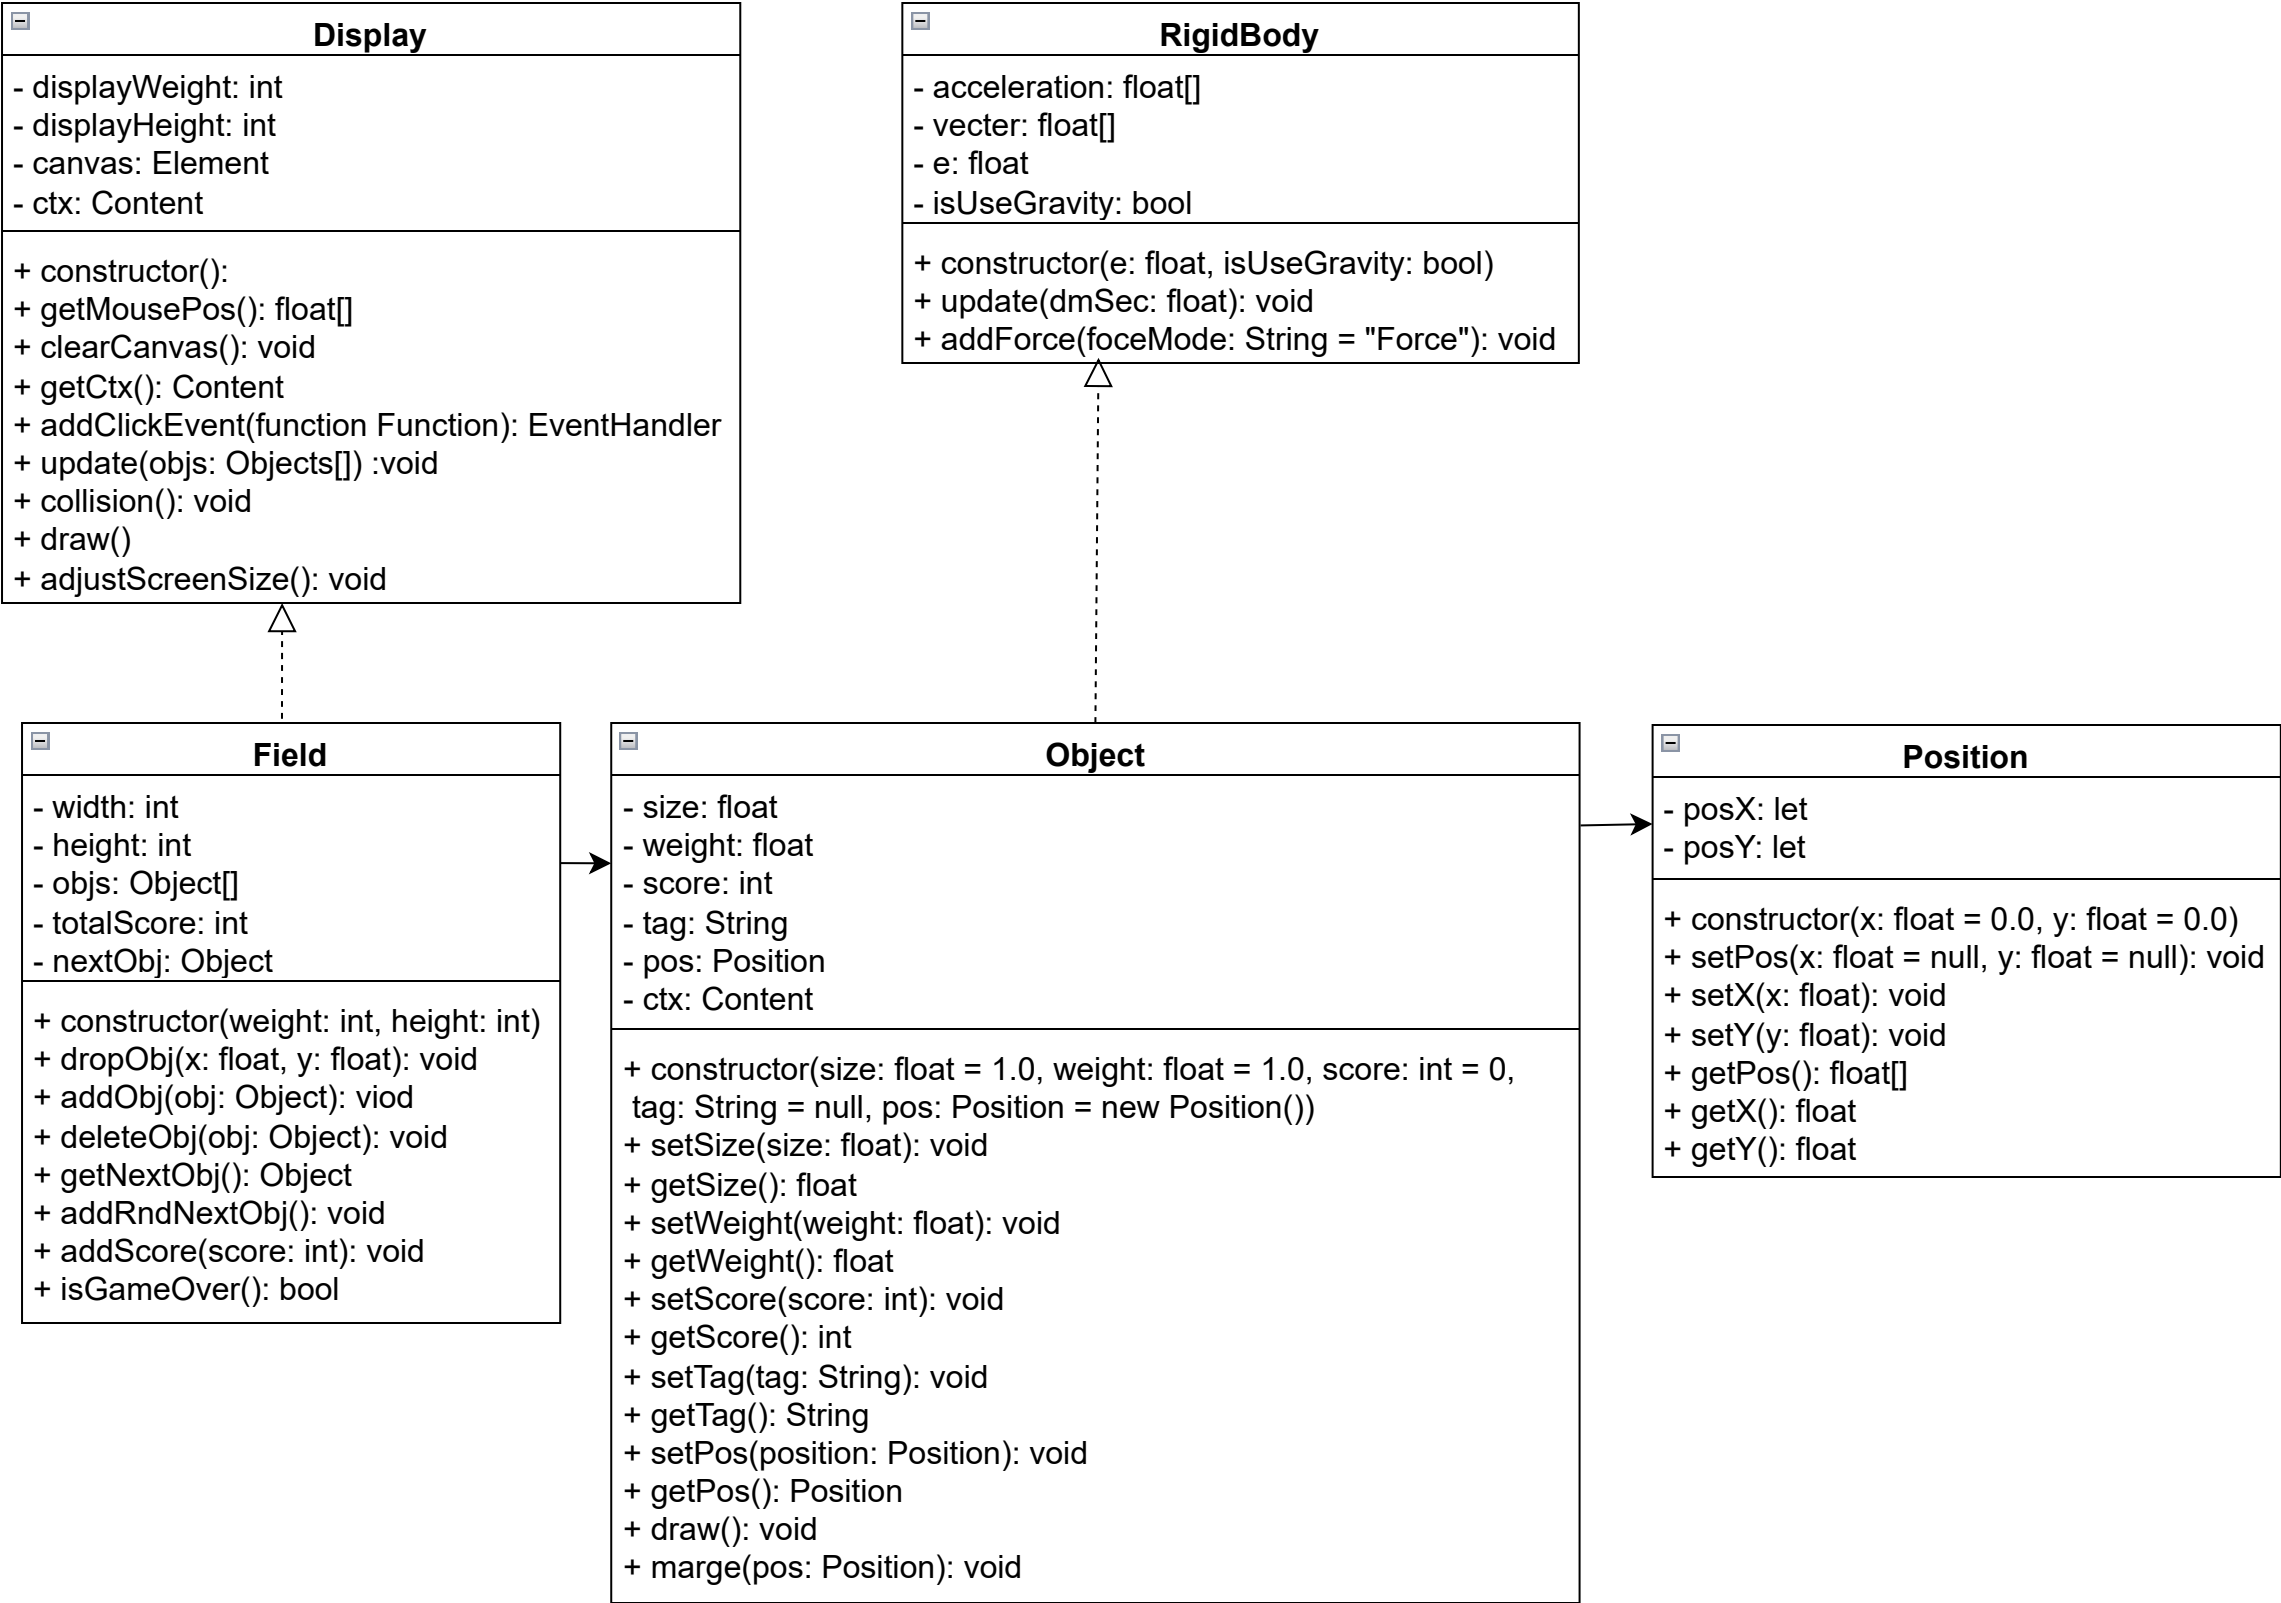 Display
- displayWeight: int
- displayHeight: int
- canvas: Element
- ctx: Content
+ constructor():
+ getMousePos(): float[]
+ clearCanvas(): void
+ getCtx(): Content
+ addClickEvent(function Function): EventHandler
+ update(objs: Objects[]) :void
+ collision(): void
+ draw()
+ adjustScreenSize(): void
RigidBody
- acceleration: float[]
- vecter: float[]
- e: float
- isUseGravity: bool
+ constructor(e: float, isUseGravity: bool)
+ update(dmSec: float): void
+ addForce(foceMode: String = "Force"): void
Field
- width: int
- height: int
- objs: Object[]
- totalScore: int
- nextObj: Object
+ constructor(weight: int, height: int)
+ dropObj(x: float, y: float): void
+ addObj(obj: Object): viod
+ deleteObj(obj: Object): void
+ getNextObj(): Object
+ addRndNextObj(): void
+ addScore(score: int): void
+ isGameOver(): bool
Object
- size: float
- weight: float
- score: int
- tag: String
- pos: Position
- ctx: Content
+ constructor(size: float = 1.0, weight: float = 1.0, score: int = 0,
tag: String = null, pos: Position = new Position())
+ setSize(size: float): void
+ getSize(): float
+ setWeight(weight: float): void
+ getWeight(): float
+ setScore(score: int): void
+ getScore(): int
+ setTag(tag: String): void
+ getTag(): String
+ setPos(position: Position): void
+ getPos(): Position
+ draw(): void
+ marge(pos: Position): void
Position
- posX: let
- posY: let
+ constructor(x: float = 0.0, y: float = 0.0)
+ setPos(x: float = null, y: float = null): void
+ setX(x: float): void
+ setY(y: float): void
+ getPos(): float[]
+ getX(): float
+ getY(): float